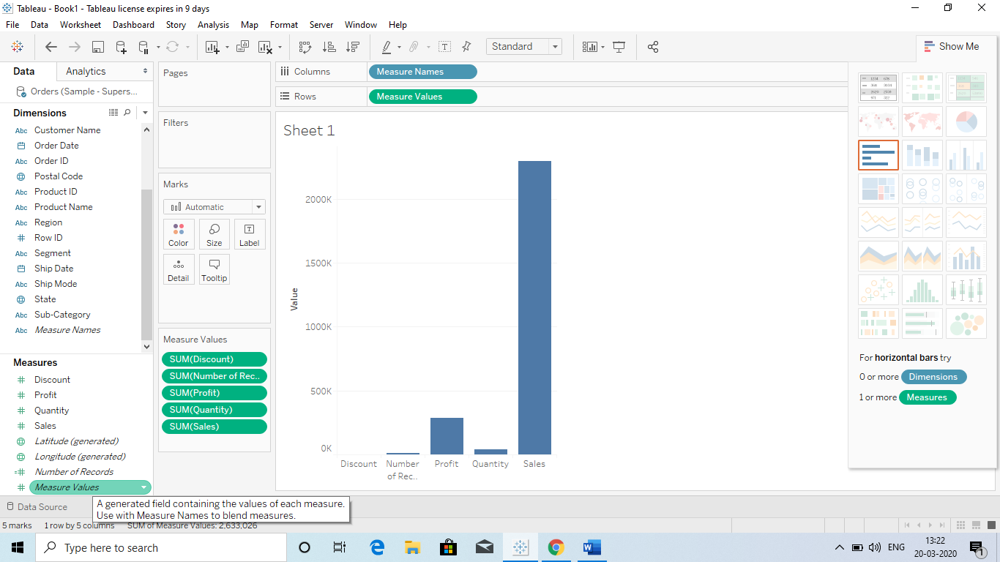 Tableau - Book1 - Tableau license expires in 9 days
File Data Worksheet Dashboard Story Analysis Map Format Server Window Help
Standard
Show Me
Data Analytics
Orders (Sample - Supers...
Dimensions
Abc Customer Name
Order Date
Abc Order ID
Postal Code
Abc Product ID
Abc Product Name
Abc Region
# Row ID
Abc Segment
Ship Date
Abc Ship Mode
State
Abc Sub-Category
Abc Measure Names
Measures
# Discount
# Profit
# Quantity
# Sales
Latitude (generated)
Longitude (generated)
=# Number of Records
# Measure Values
Pages
Filters
Marks
Automatic
Color Size Label
Detail Tooltip
Measure Values
SUM(Discount)
SUM(Number of Rec..
SUM(Profit)
SUM(Quantity)
SUM(Sales)
Columns Measure Names
Rows Measure Values
Sheet 1
2000K
1500K
1000K
500K
0K
Value
Discount Number Profit Quantity Sales
of Rec..
For horizontal bars try
0 or more Dimensions
1 or more Measures
Data Source
A generated field containing the values of each measure.
Use with Measure Names to blend measures.
5 marks 1 row by 5 columns SUM of Measure Values: 2,633,026
Type here to search
ENG
13:22
20-03-2020
1